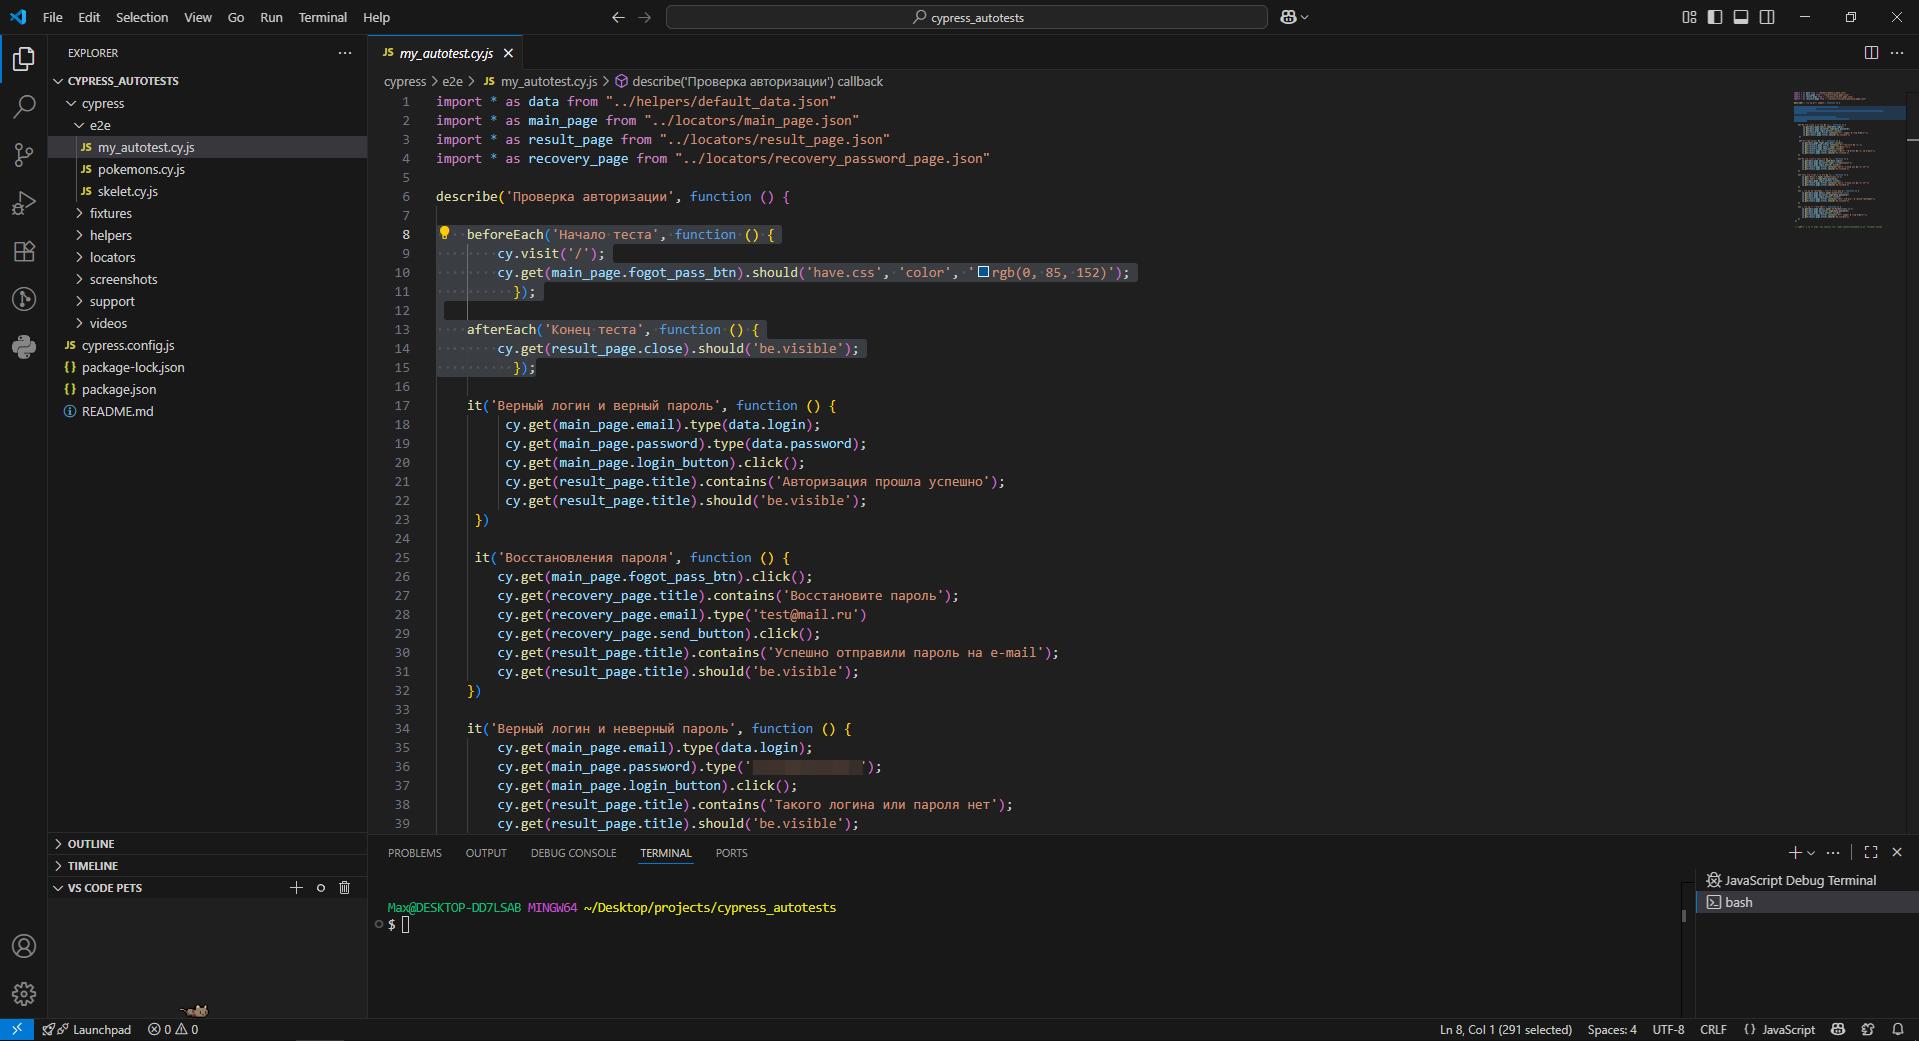 File Edit Selection View Go Run Terminal Help
cypress_autotests
EXPLORER
CYPRESS_AUTOTESTS
cypress
e2e
JS my_autotest.cy.js
JS pokemons.cy.js
JS skelet.cy.js
fixtures
helpers
locators
screenshots
support
videos
JS cypress.config.js
{} package-lock.json
{} package.json
README.md
OUTLINE
TIMELINE
VS CODE PETS
JS my_autotest.cy.js
cypress > e2e > JS my_autotest.cy.js > describe('Проверка авторизации') callback
1 import * as data from "../helpers/default_data.json"
2 import * as main_page from "../locators/main_page.json"
3 import * as result_page from "../locators/result_page.json"
4 import * as recovery_page from "../locators/recovery_password_page.json"
5
6 describe('Проверка авторизации', function () {
7
8 beforeEach('Начало теста', function () {
9 cy.visit('/');
10 cy.get(main_page.fogot_pass_btn).should('have.css', 'color', 'rgb(0, 85, 152)');
11 });
12
13 afterEach('Конец теста', function () {
14 cy.get(result_page.close).should('be.visible');
15 });
16
17 it('Верный логин и верный пароль', function () {
18 cy.get(main_page.email).type(data.login);
19 cy.get(main_page.password).type(data.password);
20 cy.get(main_page.login_button).click();
21 cy.get(result_page.title).contains('Авторизация прошла успешно');
22 cy.get(result_page.title).should('be.visible');
23 })
24
25 it('Восстановления пароля', function () {
26 cy.get(main_page.fogot_pass_btn).click();
27 cy.get(recovery_page.title).contains('Восстановите пароль');
28 cy.get(recovery_page.email).type('test@mail.ru')
29 cy.get(recovery_page.send_button).click();
30 cy.get(result_page.title).contains('Успешно отправили пароль на e-mail');
31 cy.get(result_page.title).should('be.visible');
32 })
33
34 it('Верный логин и неверный пароль', function () {
35 cy.get(main_page.email).type(data.login);
36 cy.get(main_page.password).type('');
37 cy.get(main_page.login_button).click();
38 cy.get(result_page.title).contains('Такого логина или пароля нет');
39 cy.get(result_page.title).should('be.visible');
PROBLEMS OUTPUT DEBUG CONSOLE TERMINAL PORTS
Max@DESKTOP-DD7LSAB MINGW64 ~/Desktop/projects/cypress_autotests
$
JavaScript Debug Terminal
bash
Launchpad 0 0
Ln 8, Col 1 (291 selected) Spaces: 4 UTF-8 CRLF {} JavaScript